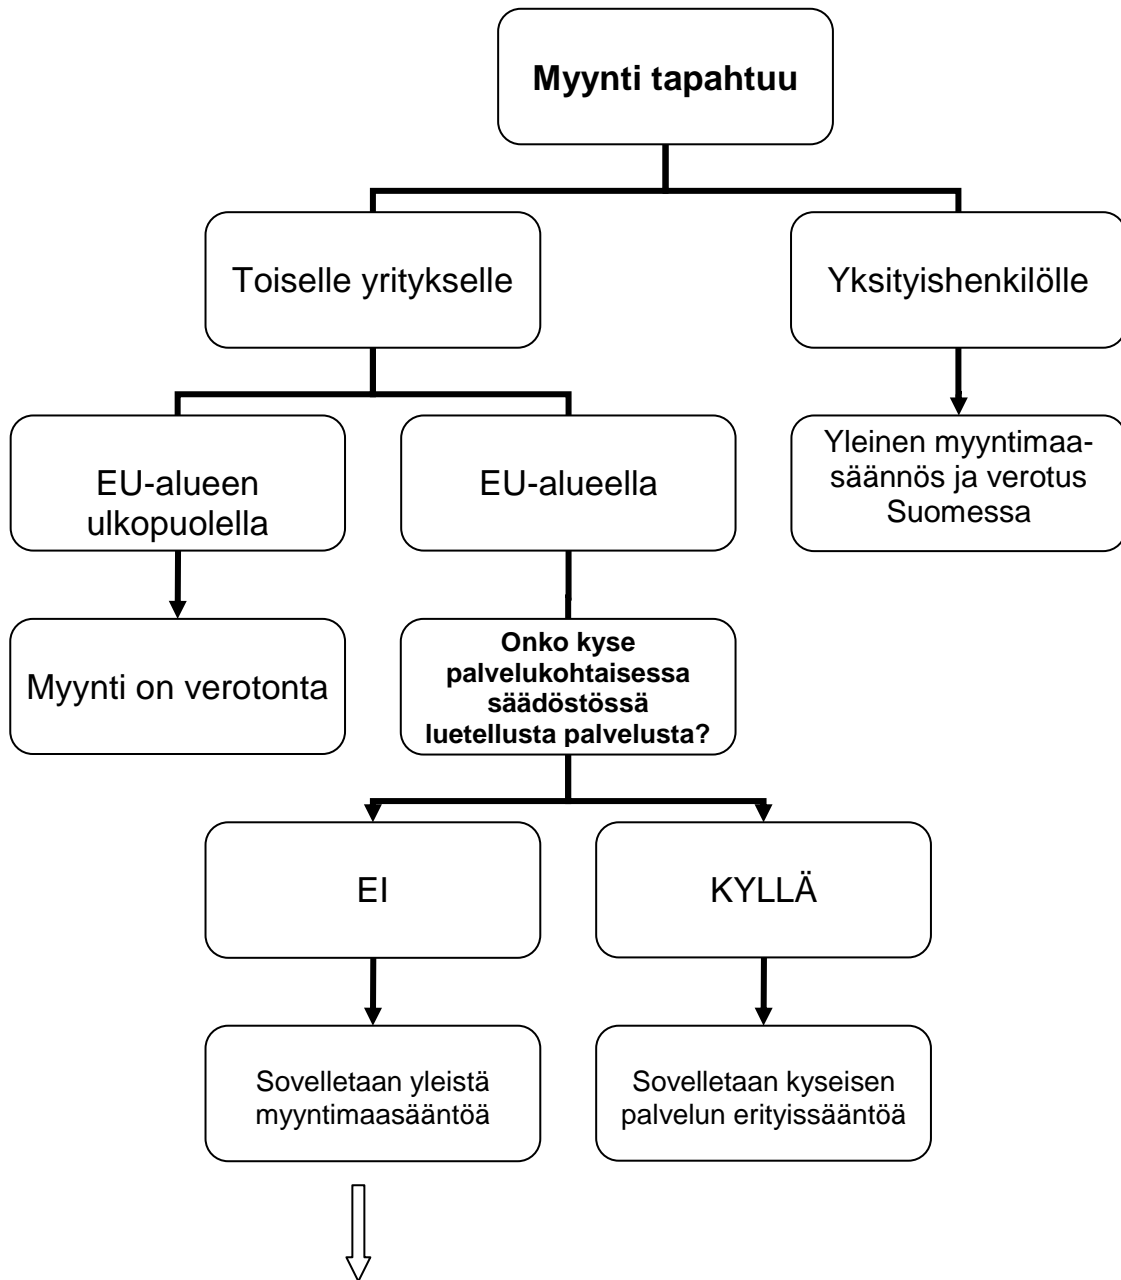 Myynti tapahtuu
Toiselle yritykselle
Yksityishenkilölle
EU-alueen
ulkopuolella
EU-alueella
Yleinen myyntimaa-
säännös ja verotus
Suomessa
Myynti on verotonta
Onko kyse
palvelukohtaisessa
säädöstössä
luetellusta palvelusta?
EI
KYLLÄ
Sovelletaan yleistä
myyntimaasääntöä
Sovelletaan kyseisen
palvelun erityissääntöä